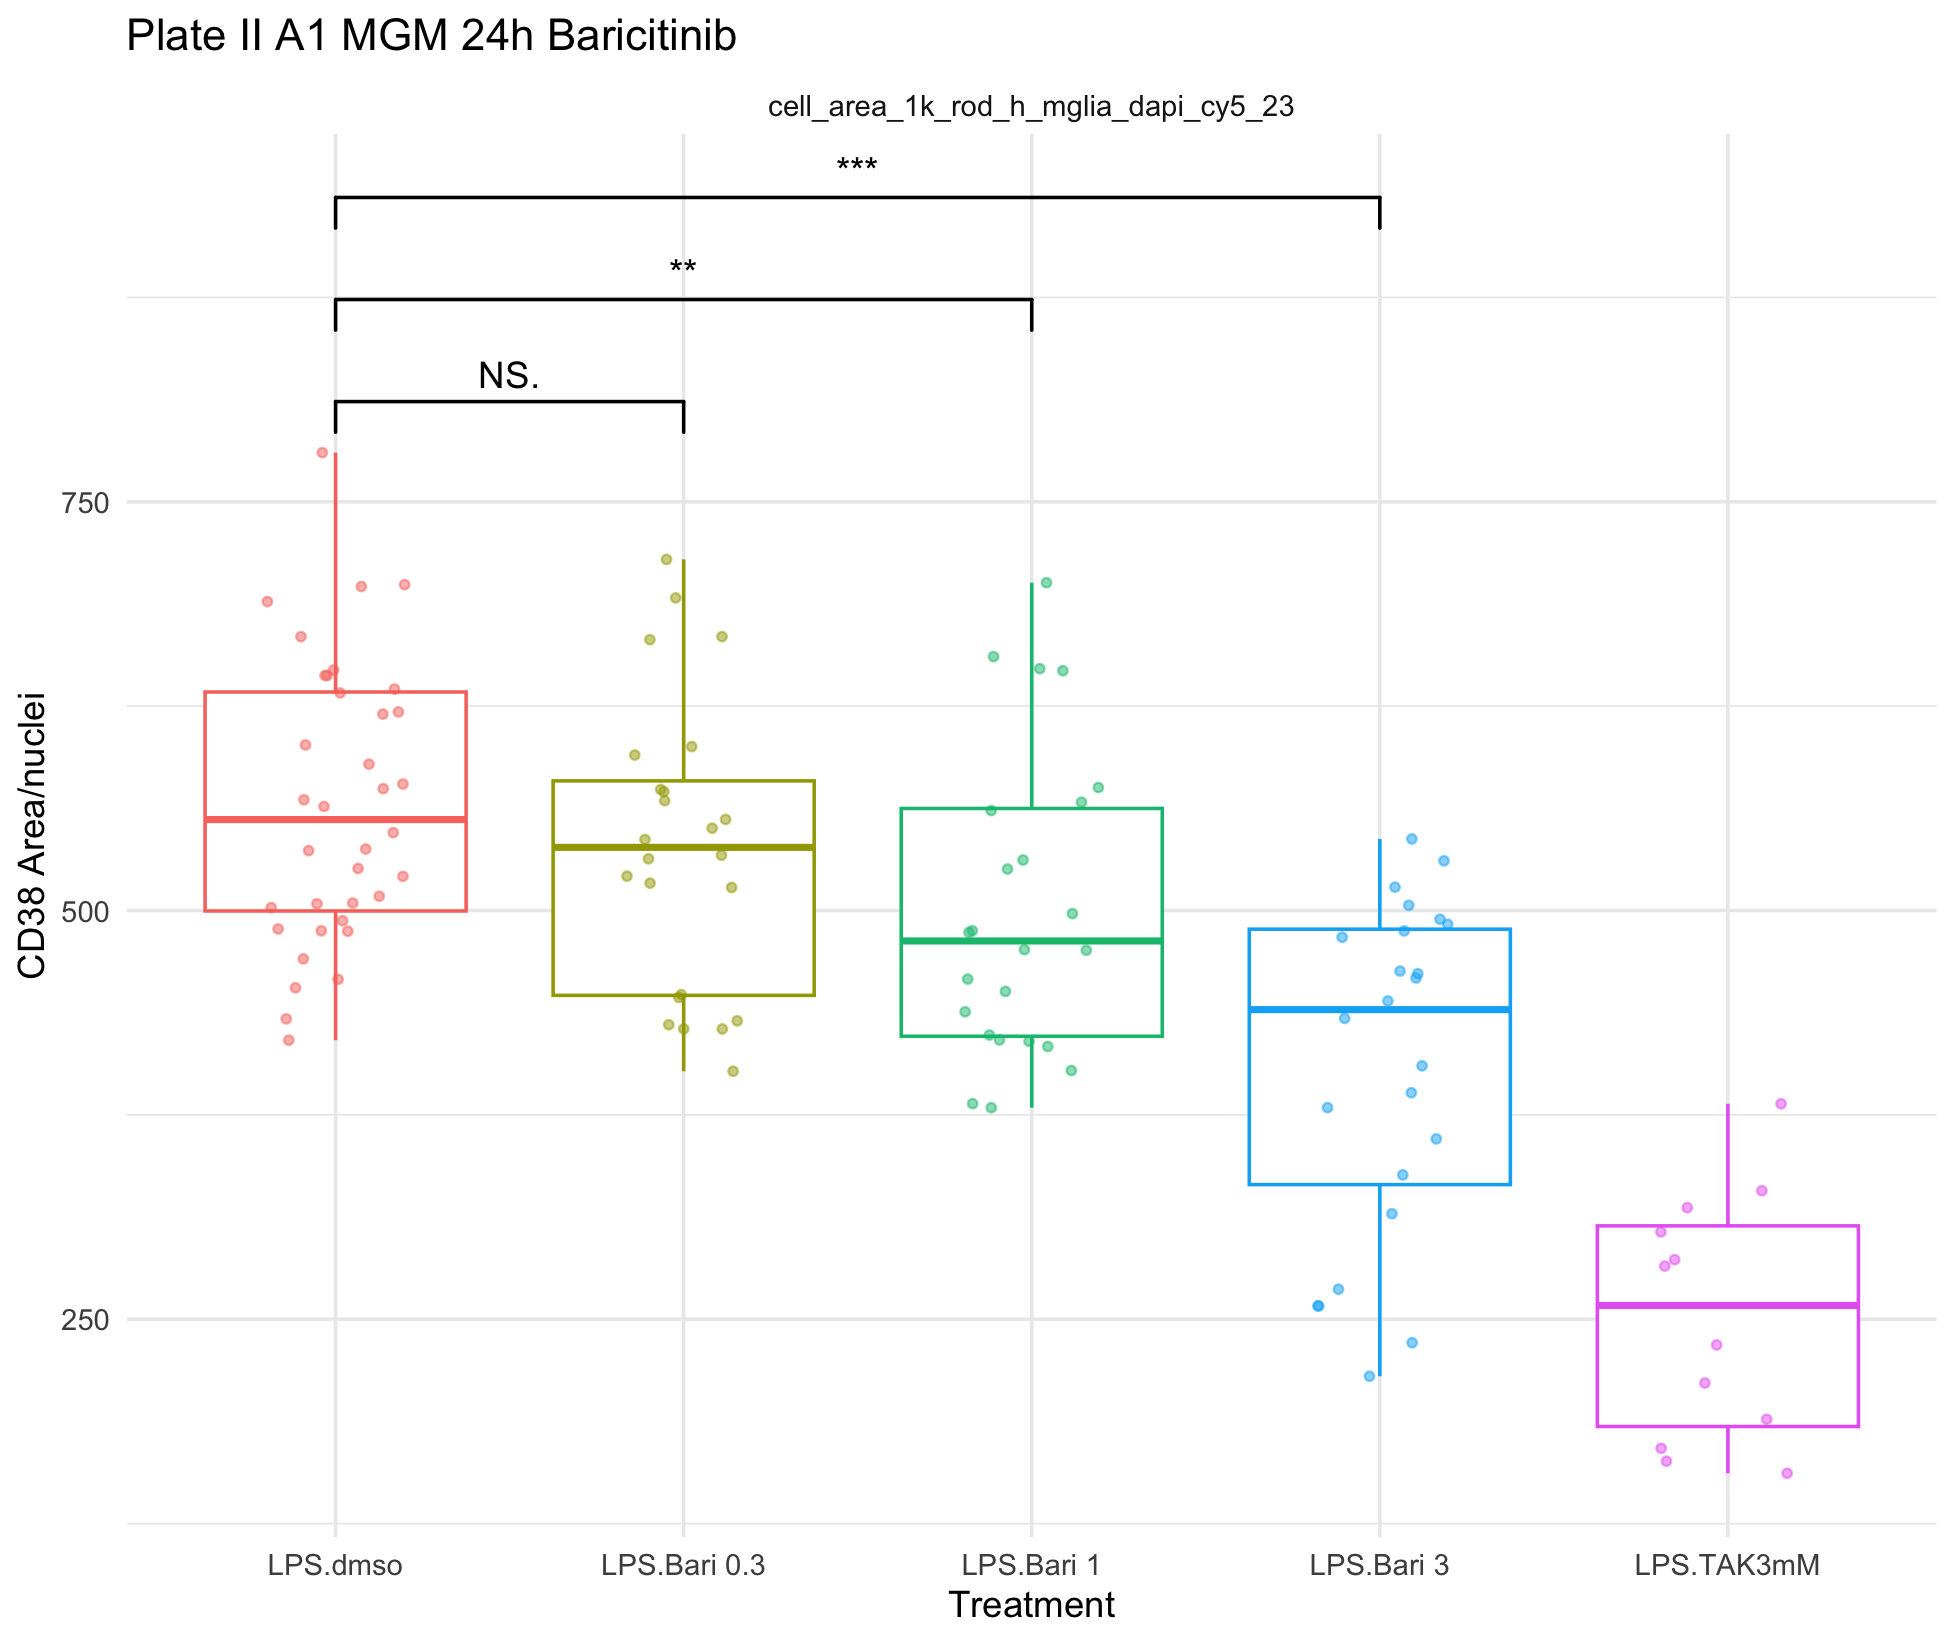 Plate II A1 MGM 24h Baricitinib
cell_area_1k_rod_h_mglia_dapi_cy5_23
***
**
NS.
750
500
250
CD38 Area/nuclei
LPS.dmso
LPS.Bari 0.3
LPS.Bari 1
LPS.Bari 3
LPS.TAK3mM
Treatment